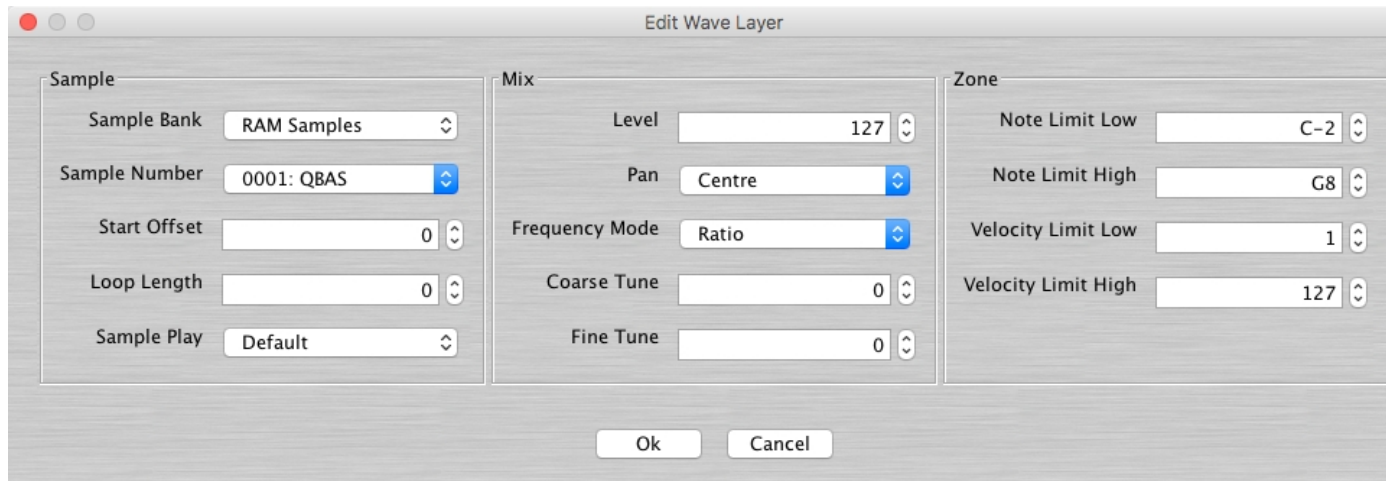 Edit Wave Layer
Sample
Sample Bank RAM Samples
Sample Number 0001: QBAS
Start Offset 0
Loop Length 0
Sample Play Default
Mix
Level 127
Pan Centre
Frequency Mode Ratio
Coarse Tune 0
Fine Tune 0
Zone
Note Limit Low C-2
Note Limit High G8
Velocity Limit Low 1
Velocity Limit High 127
Ok Cancel